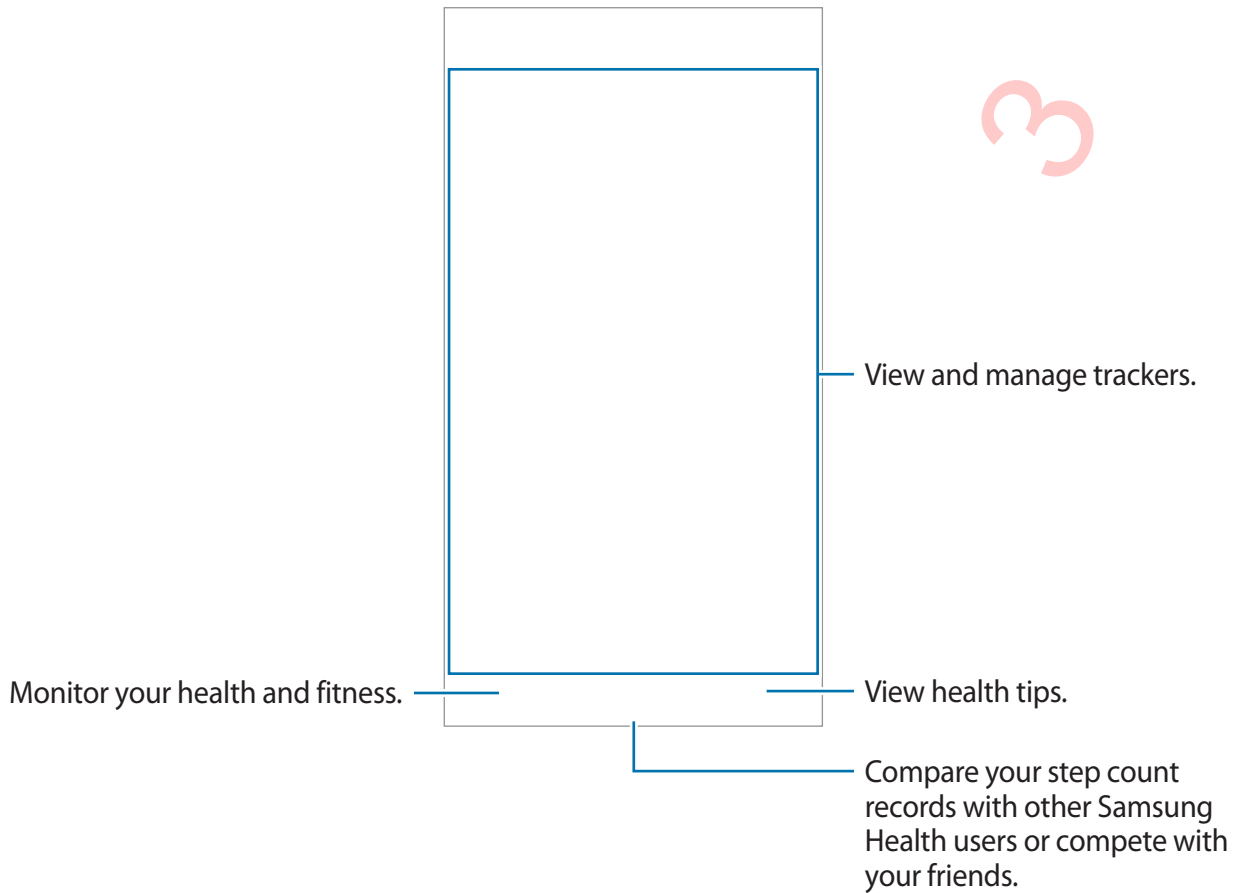 3
View and manage trackers.
Monitor your health and fitness.
View health tips.
Compare your step count
records with other Samsung
Health users or compete with
your friends.